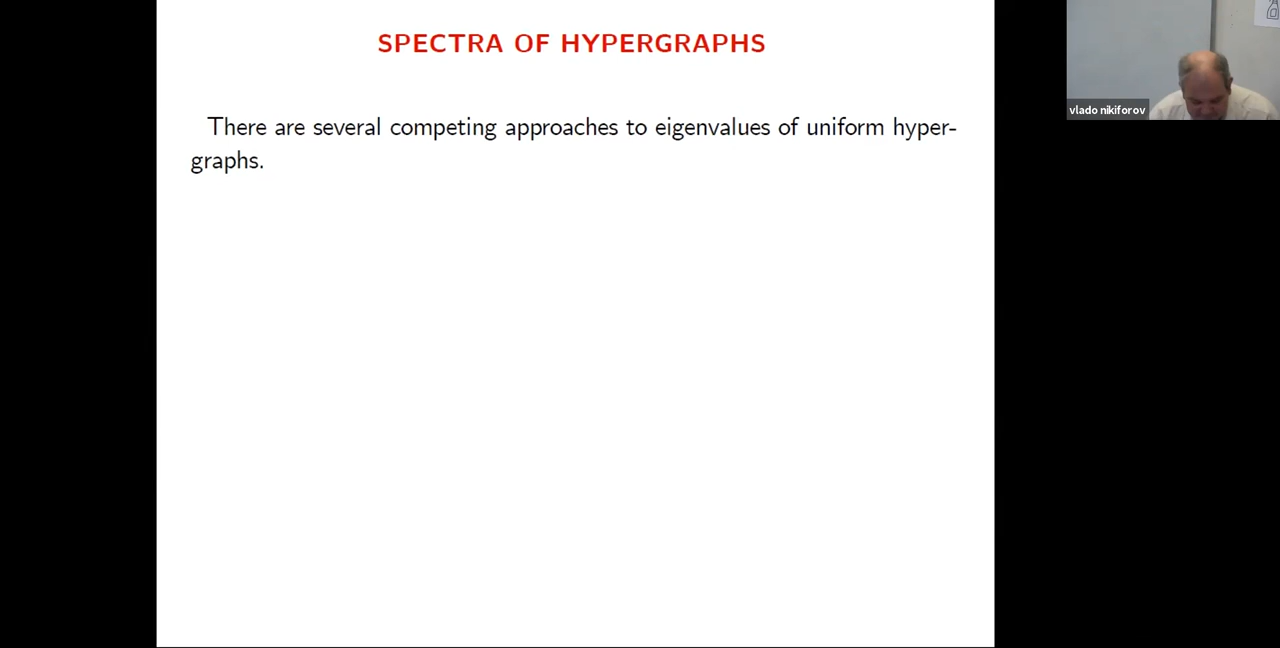 SPECTRA OF HYPERGRAPHS
There are several competing approaches to eigenvalues of uniform hyper-
graphs.
vlado nikiforov